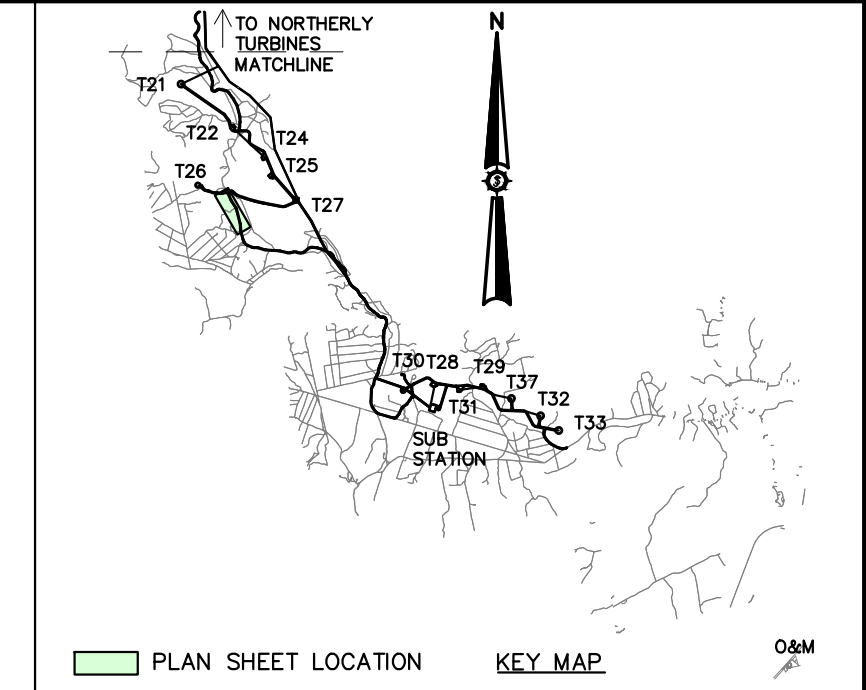 TO NORTHERLY
TURBINES
MATCHLINE
N
T21
T22
T24
T25
T26
T27
T30
T28
T29
T37
T31
T32
T33
SUB
STATION
O&M
PLAN SHEET LOCATION
KEY MAP